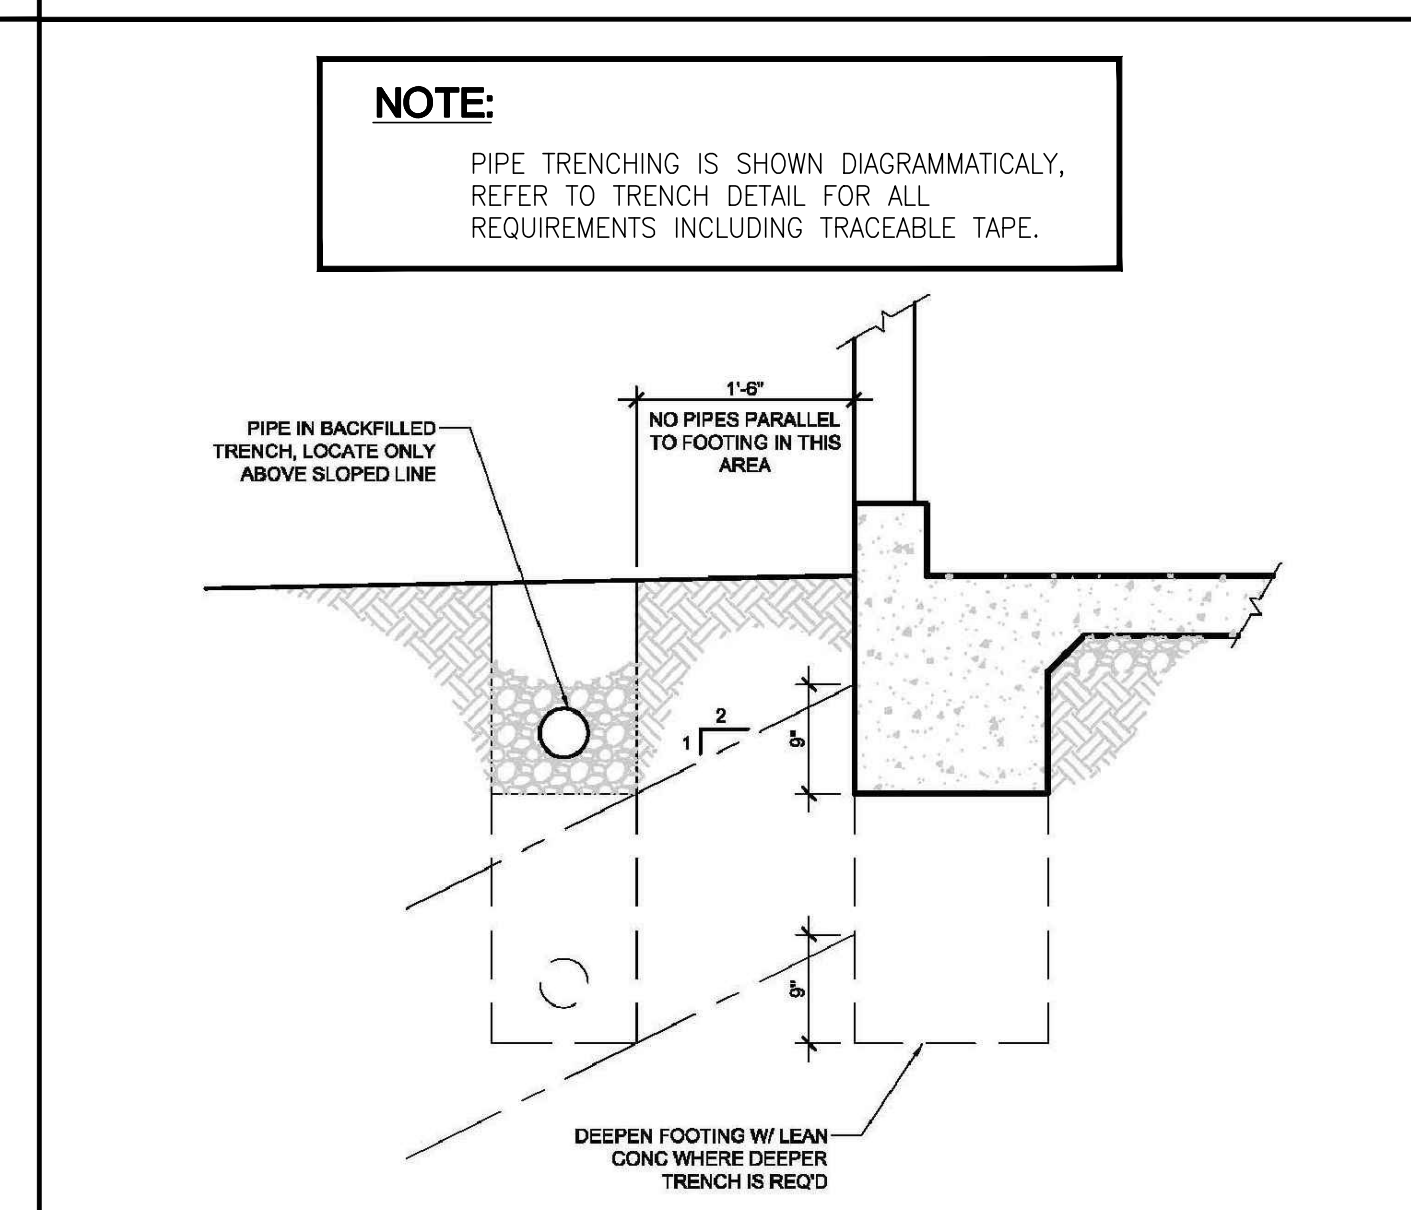 NOTE:
PIPE TRENCHING IS SHOWN DIAGRAMMATICALY,
REFER TO TRENCH DETAIL FOR ALL
REQUIREMENTS INCLUDING TRACEABLE TAPE.
1'-6"
NO PIPES PARALLEL
TO FOOTING IN THIS
AREA
PIPE IN BACKFILLED
TRENCH, LOCATE ONLY
ABOVE SLOPED LINE
2
1
9"
9"
DEEPEN FOOTING W/ LEAN
CONC WHERE DEEPER
TRENCH IS REQ'D